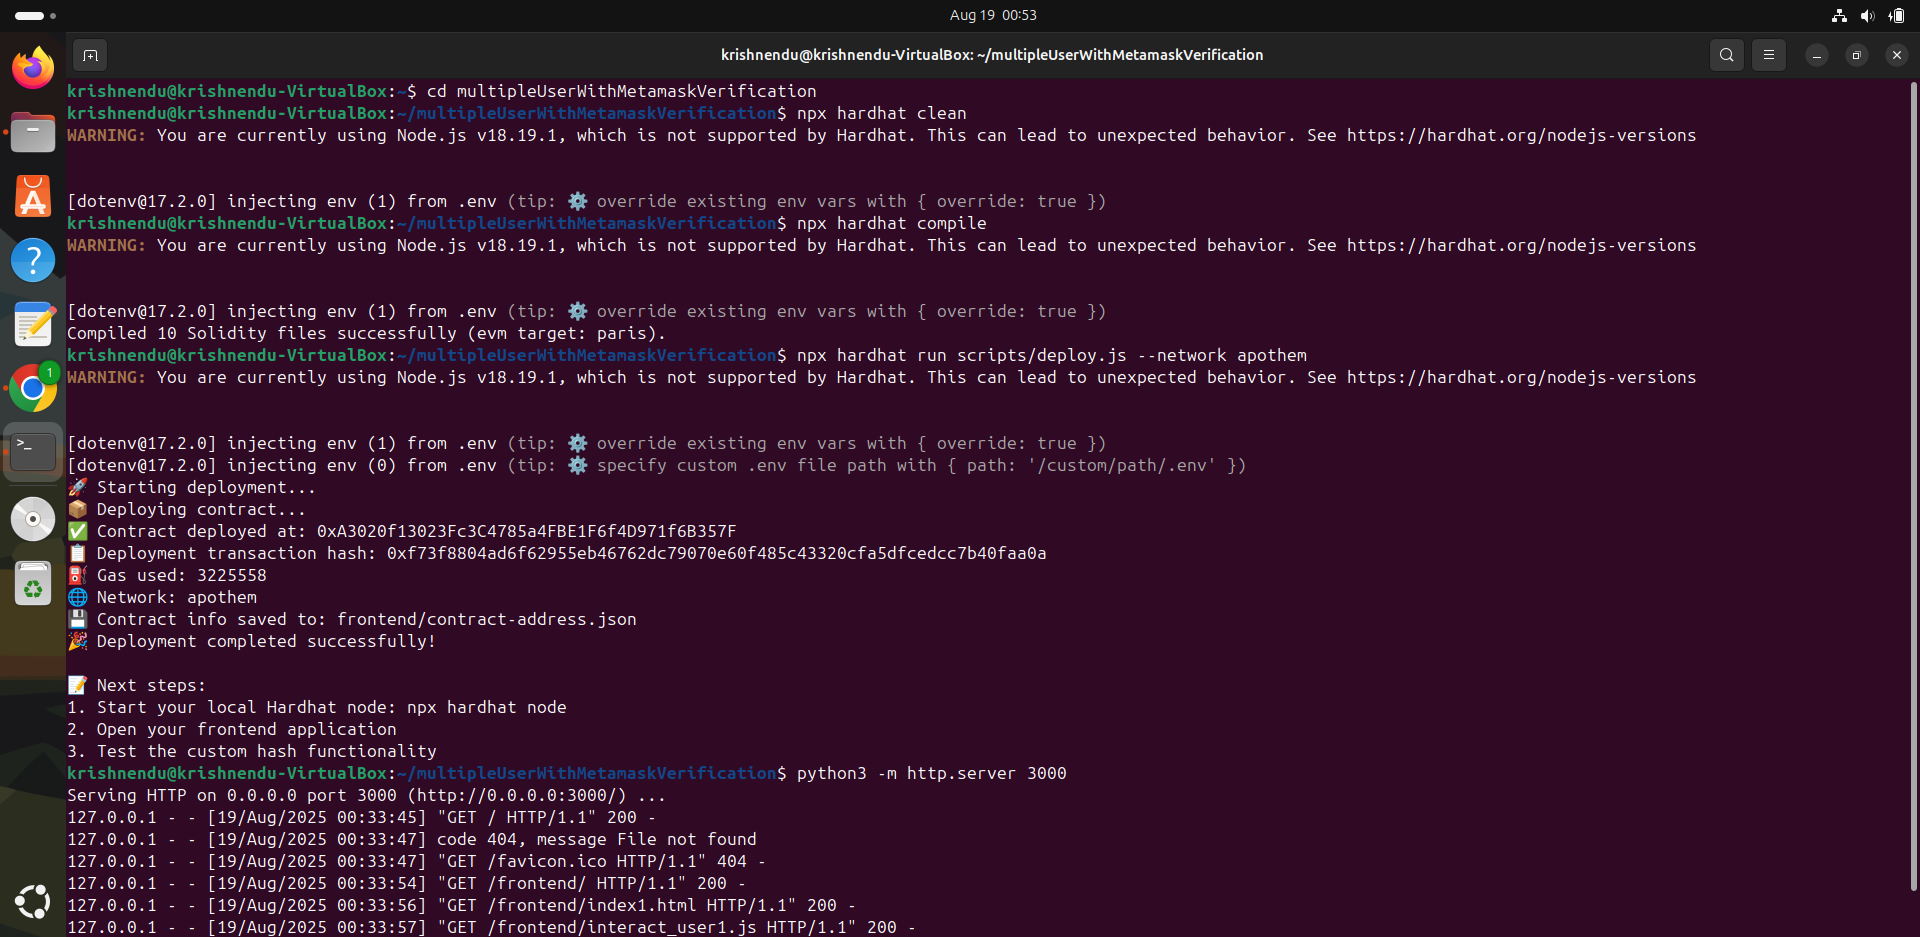 Aug 19 00:53
krishnendu@krishnendu-VirtualBox: ~/multipleUserWithMetamaskVerification
krishnendu@krishnendu-VirtualBox:~$ cd multipleUserWithMetamaskVerification
krishnendu@krishnendu-VirtualBox:~/multipleUserWithMetamaskVerification$ npx hardhat clean
WARNING: You are currently using Node.js v18.19.1, which is not supported by Hardhat. This can lead to unexpected behavior. See https://hardhat.org/nodejs-versions
[dotenv@17.2.0] injecting env (1) from .env (tip: ⚙️ override existing env vars with { override: true })
krishnendu@krishnendu-VirtualBox:~/multipleUserWithMetamaskVerification$ npx hardhat compile
WARNING: You are currently using Node.js v18.19.1, which is not supported by Hardhat. This can lead to unexpected behavior. See https://hardhat.org/nodejs-versions
[dotenv@17.2.0] injecting env (1) from .env (tip: ⚙️ override existing env vars with { override: true })
Compiled 10 Solidity files successfully (evm target: paris).
krishnendu@krishnendu-VirtualBox:~/multipleUserWithMetamaskVerification$ npx hardhat run scripts/deploy.js --network apothem
WARNING: You are currently using Node.js v18.19.1, which is not supported by Hardhat. This can lead to unexpected behavior. See https://hardhat.org/nodejs-versions
[dotenv@17.2.0] injecting env (1) from .env (tip: ⚙️ override existing env vars with { override: true })
[dotenv@17.2.0] injecting env (0) from .env (tip: ⚙️ specify custom .env file path with { path: '/custom/path/.env' })
🚀 Starting deployment...
📦 Deploying contract...
✅ Contract deployed at: 0xA3020f13023Fc3C4785a4FBE1F6f4D971f6B357F
📋 Deployment transaction hash: 0xf73f8804ad6f62955eb46762dc79070e60f485c43320cfa5dfcedcc7b40faa0a
⛽ Gas used: 3225558
🌐 Network: apothem
💾 Contract info saved to: frontend/contract-address.json
🎉 Deployment completed successfully!
📝 Next steps:
1. Start your local Hardhat node: npx hardhat node
2. Open your frontend application
3. Test the custom hash functionality
krishnendu@krishnendu-VirtualBox:~/multipleUserWithMetamaskVerification$ python3 -m http.server 3000
Serving HTTP on 0.0.0.0 port 3000 (http://0.0.0.0:3000/) ...
127.0.0.1 - - [19/Aug/2025 00:33:45] "GET / HTTP/1.1" 200 -
127.0.0.1 - - [19/Aug/2025 00:33:47] code 404, message File not found
127.0.0.1 - - [19/Aug/2025 00:33:47] "GET /favicon.ico HTTP/1.1" 404 -
127.0.0.1 - - [19/Aug/2025 00:33:54] "GET /frontend/ HTTP/1.1" 200 -
127.0.0.1 - - [19/Aug/2025 00:33:56] "GET /frontend/index1.html HTTP/1.1" 200 -
127.0.0.1 - - [19/Aug/2025 00:33:57] "GET /frontend/interact_user1.js HTTP/1.1" 200 -
1